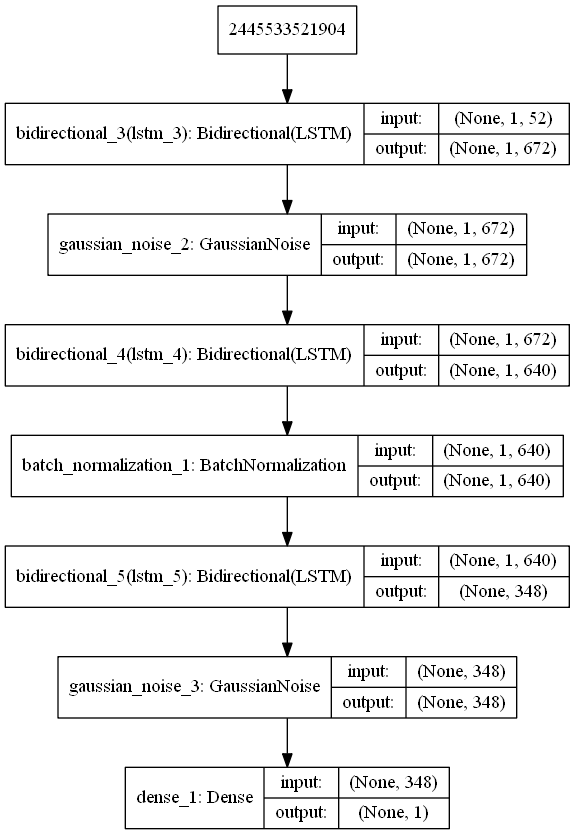 2445533521904
bidirectional_3(lstm_3): Bidirectional(LSTM)
input: (None, 1, 52)
output: (None, 1, 672)
gaussian_noise_2: GaussianNoise
input: (None, 1, 672)
output: (None, 1, 672)
bidirectional_4(lstm_4): Bidirectional(LSTM)
input: (None, 1, 672)
output: (None, 1, 640)
batch_normalization_1: BatchNormalization
input: (None, 1, 640)
output: (None, 1, 640)
bidirectional_5(lstm_5): Bidirectional(LSTM)
input: (None, 1, 640)
output: (None, 348)
gaussian_noise_3: GaussianNoise
input: (None, 348)
output: (None, 348)
dense_1: Dense
input: (None, 348)
output: (None, 1)